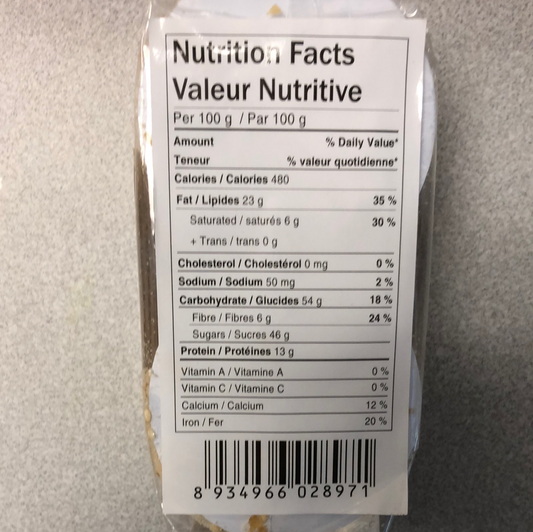 Nutrition Facts
Valeur Nutritive
Per 100 g / Par 100 g
Amount % Daily Value*
Teneur % valeur quotidienne*
Calories / Calories 480
Fat / Lipides 23 g 35 %
Saturated / saturés 6 g 30 %
+ Trans / trans 0 g
Cholesterol / Cholestérol 0 mg 0 %
Sodium / Sodium 50 mg 2 %
Carbohydrate / Glucides 54 g 18 %
Fibre / Fibres 6 g 24 %
Sugars / Sucres 46 g
Protein / Protéines 13 g
Vitamin A / Vitamine A 0 %
Vitamin C / Vitamine C 0 %
Calcium / Calcium 12 %
Iron / Fer 20 %
8 934966 028971